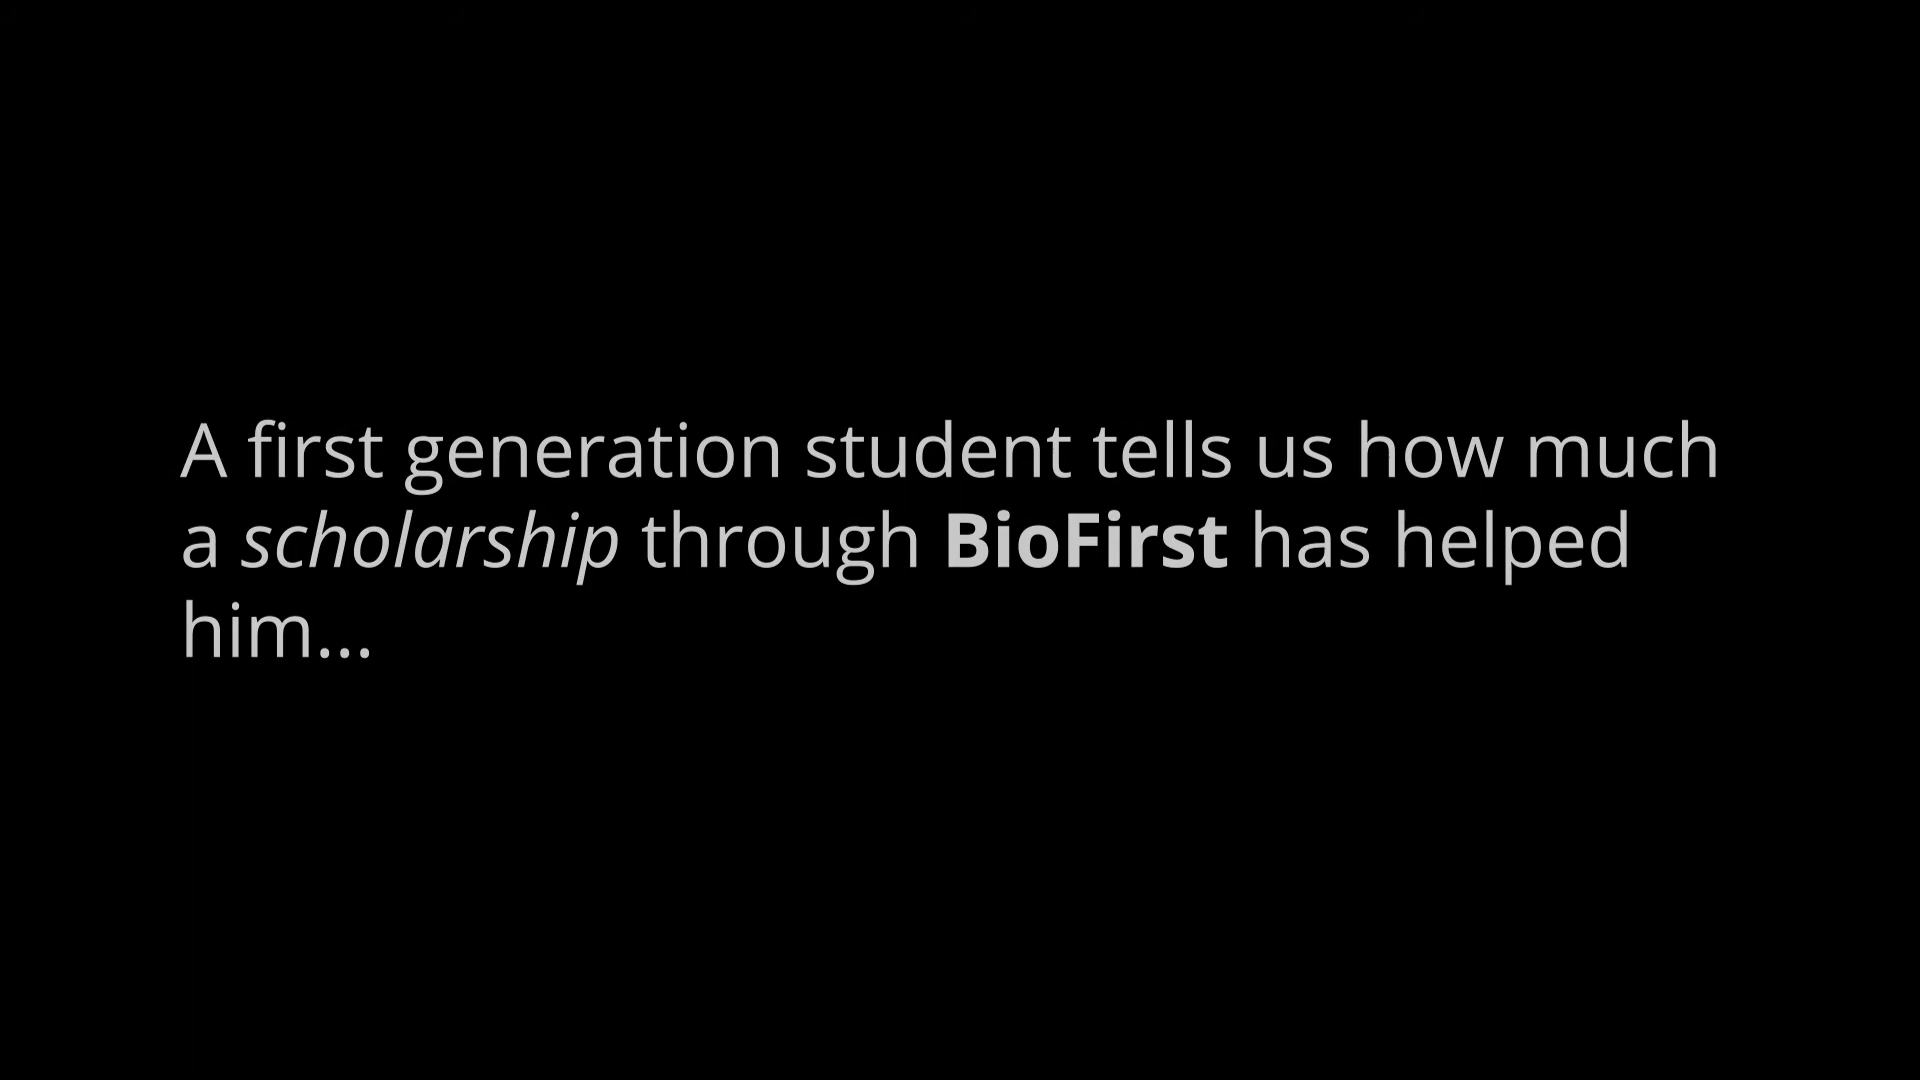 A first generation student tells us how much
a scholarship through BioFirst has helped
him...